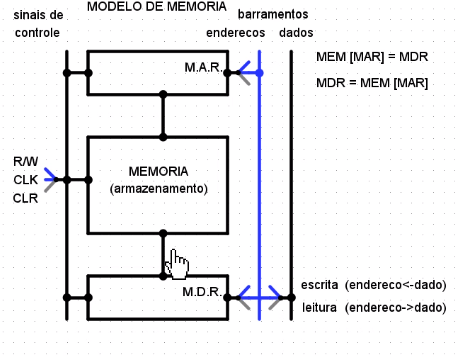 MODELO DE MEMORIA
sinais de controle
barramentos
enderecos dados
M.A.R.
MEM [MAR] = MDR
MDR = MEM [MAR]
R/W
CLK
CLR
MEMORIA
(armazenamento)
M.D.R.
escrita (endereco<-dado)
leitura (endereco->dado)